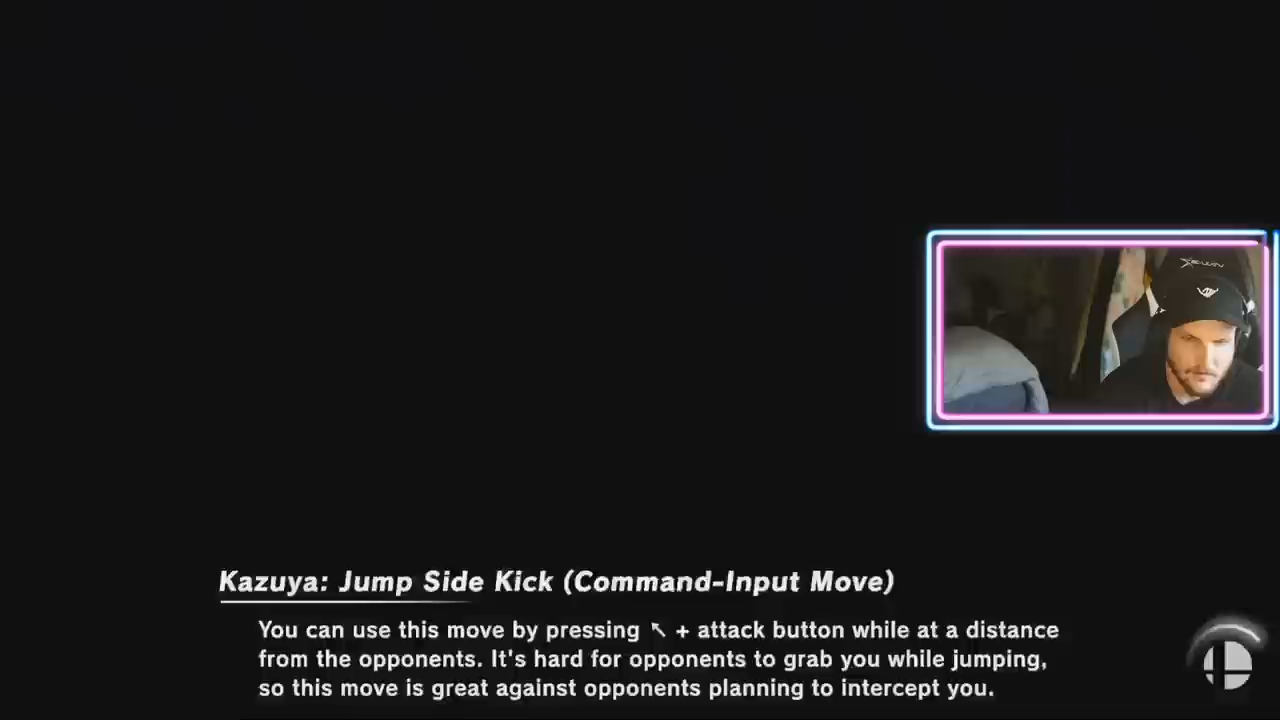 Kazuya: Jump Side Kick (Command-Input Move)
You can use this move by pressing ↖ + attack button while at a distance
from the opponents. It's hard for opponents to grab you while jumping,
so this move is great against opponents planning to intercept you.